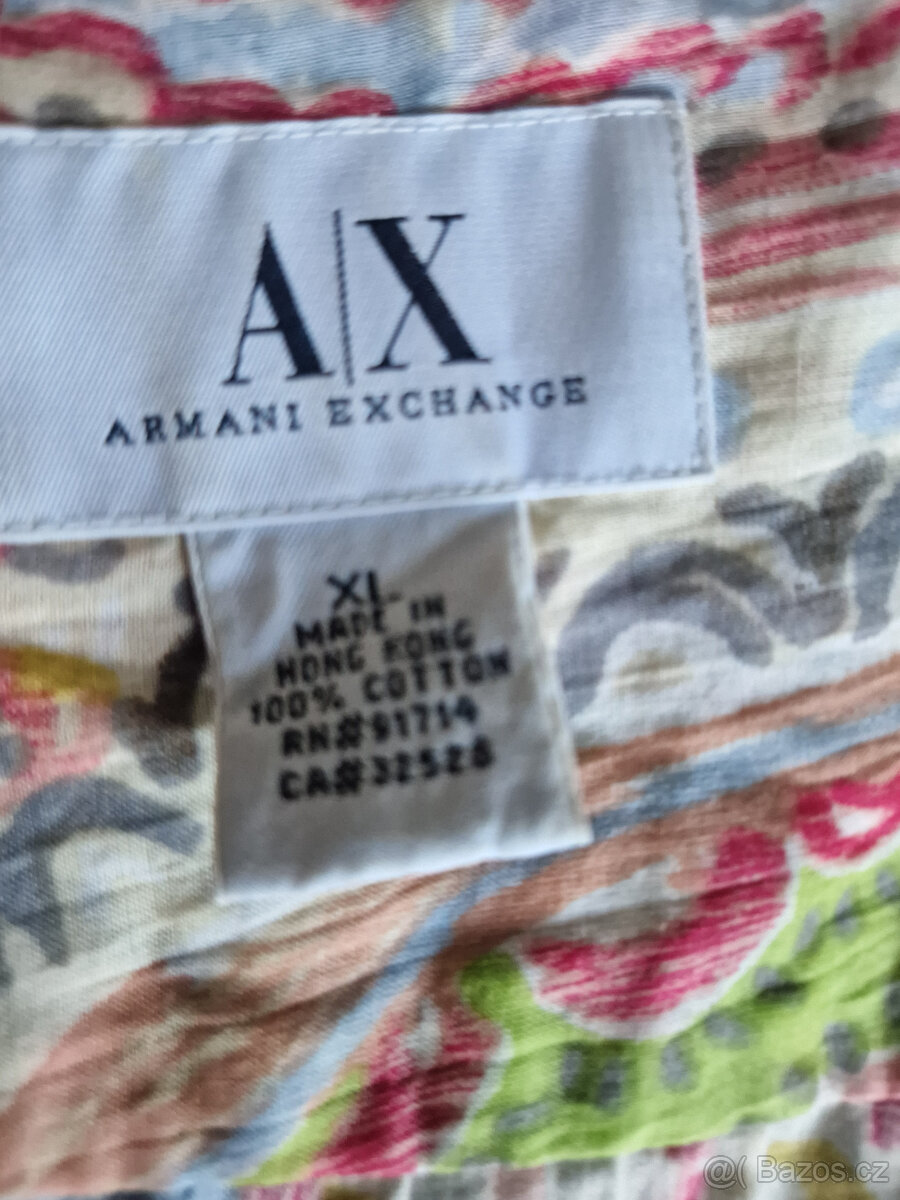 A|X
ARMANI EXCHANGE
XL
MADE IN
HONG KONG
100% COTTON
RN#91714
CA#32528
@( Bazos.cz